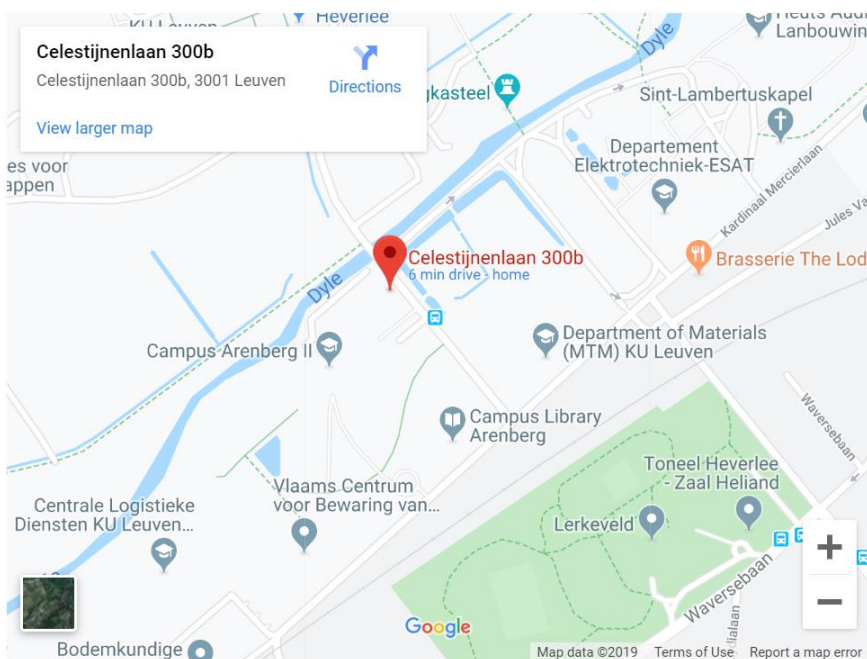 KU Leuven
Heverlee
Celestijnenlaan 300b
Celestijnenlaan 300b, 3001 Leuven
Directions
View larger map
Dyle
Lanbouwin
gkasteel
Sint-Lambertuskapel
Departement
Elektrotechniek-ESAT
es voor
appen
Kardinaal Mercierlaan
Jules Va
Celestijnenlaan 300b
6 min drive - home
Brasserie The Lod
Dyle
Campus Arenberg II
Department of Materials
(MTM) KU Leuven
Waversebaan
Campus Library
Arenberg
Toneel Heverlee
- Zaal Heliand
Vlaams Centrum
voor Bewaring van...
Centrale Logistieke
Diensten KU Leuven...
Lerkeveld
Waversebaan
Google
Bodemkundige
Map data ©2019
Terms of Use
Report a map error